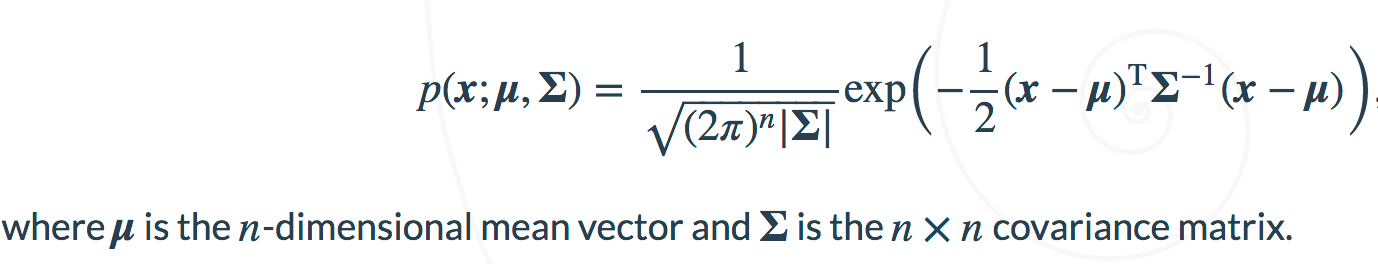 p(x; μ, Σ) = 1 / √((2π)ⁿ|Σ|) exp(−1/2 (x − μ)ᵀ Σ⁻¹ (x − μ)).
where μ is the n-dimensional mean vector and Σ is the n × n covariance matrix.